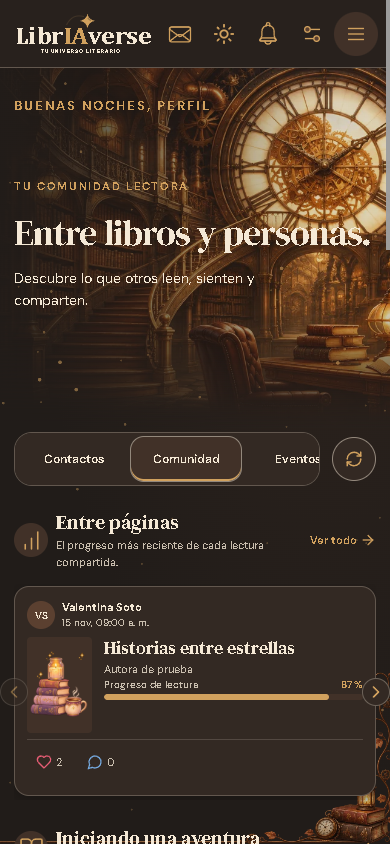 LibrIAverse
TU UNIVERSO LITERARIO
BUENAS NOCHES, PERFIL
TU COMUNIDAD LECTORA
Entre libros y personas.
Descubre lo que otros leen, sienten y
comparten.
Contactos
Comunidad
Eventos
Entre páginas
El progreso más reciente de cada lectura
compartida.
Ver todo
VS
Valentina Soto
15 nov, 09:00 a. m.
Historias entre estrellas
Autora de prueba
Progreso de lectura
87%
2
0
Iniciando una aventura